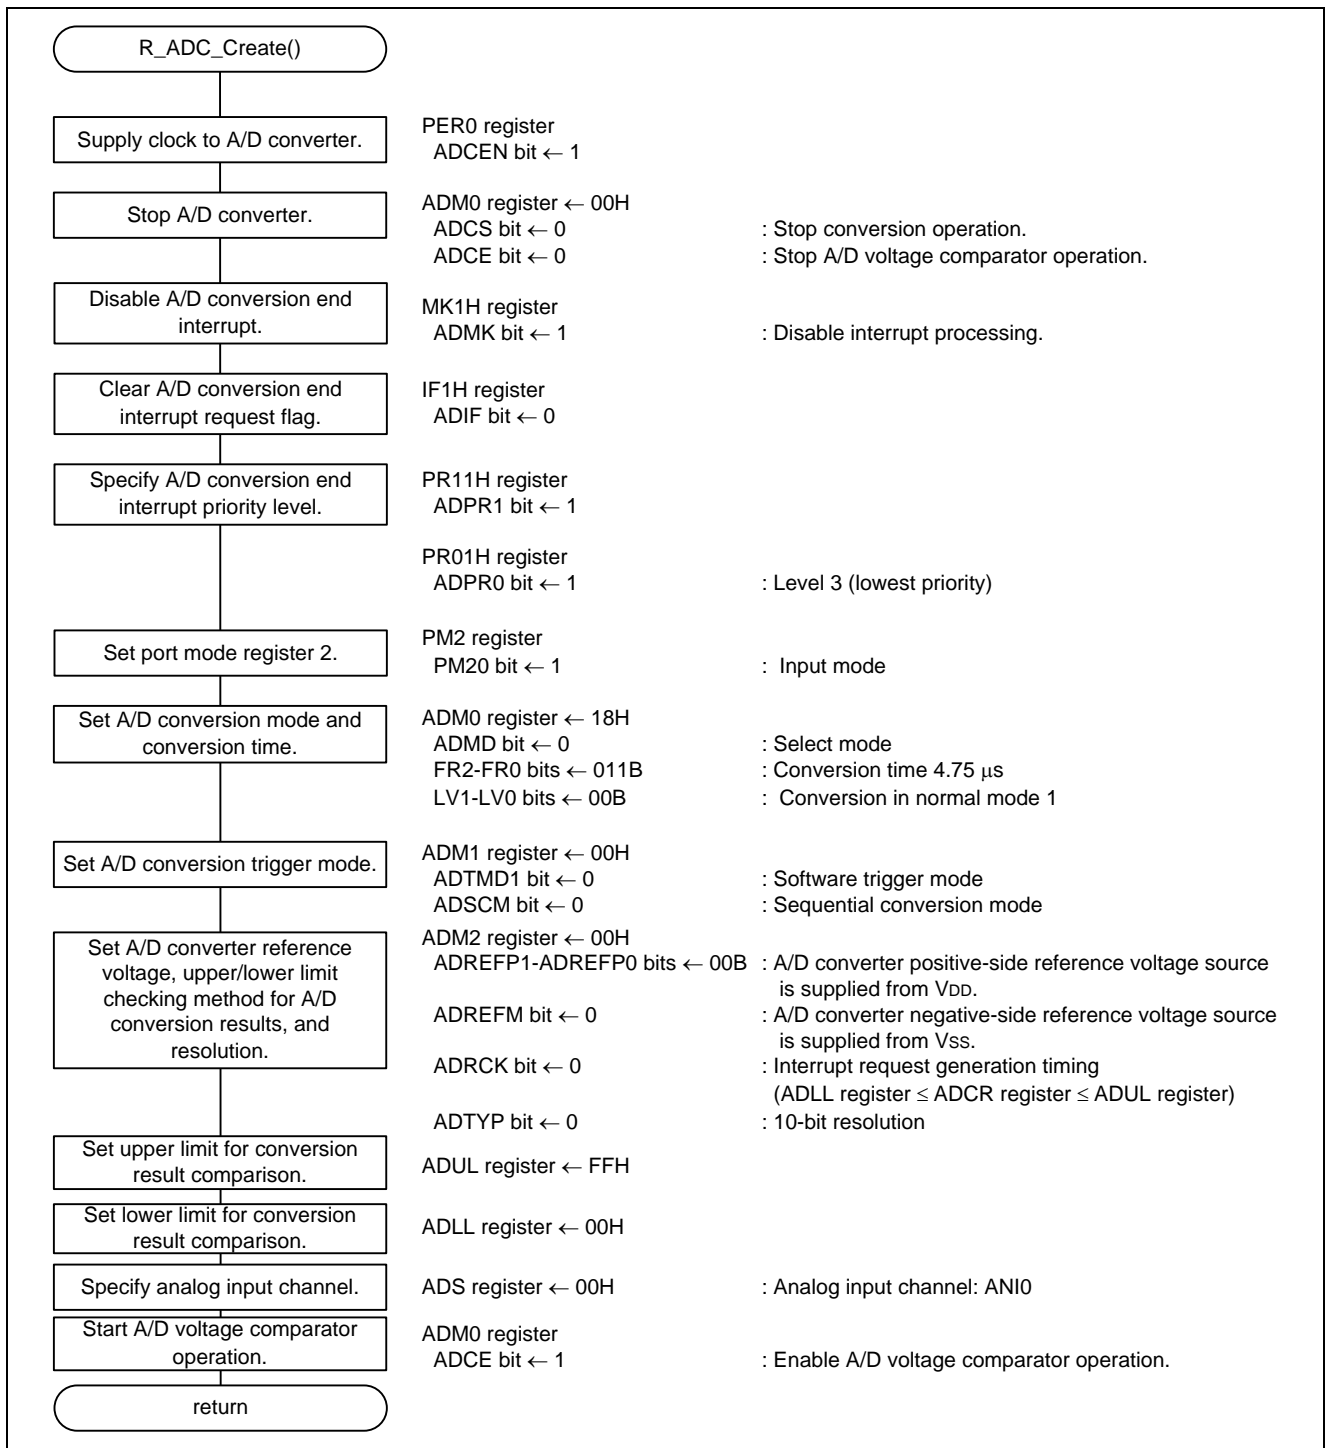 R_ADC_Create()
Supply clock to A/D converter.
PER0 register
ADCEN bit ← 1
Stop A/D converter.
ADM0 register ← 00H
ADCS bit ← 0 : Stop conversion operation.
ADCE bit ← 0 : Stop A/D voltage comparator operation.
Disable A/D conversion end
interrupt.
MK1H register
ADMK bit ← 1 : Disable interrupt processing.
Clear A/D conversion end
interrupt request flag.
IF1H register
ADIF bit ← 0
Specify A/D conversion end
interrupt priority level.
PR11H register
ADPR1 bit ← 1
PR01H register
ADPR0 bit ← 1 : Level 3 (lowest priority)
Set port mode register 2.
PM2 register
PM20 bit ← 1 : Input mode
Set A/D conversion mode and
conversion time.
ADM0 register ← 18H
ADMD bit ← 0 : Select mode
FR2-FR0 bits ← 011B : Conversion time 4.75 μs
LV1-LV0 bits ← 00B : Conversion in normal mode 1
Set A/D conversion trigger mode.
ADM1 register ← 00H
ADTMD1 bit ← 0 : Software trigger mode
ADSCM bit ← 0 : Sequential conversion mode
Set A/D converter reference
voltage, upper/lower limit
checking method for A/D
conversion results, and
resolution.
ADM2 register ← 00H
ADREFP1-ADREFP0 bits ← 00B : A/D converter positive-side reference voltage source
is supplied from VDD.
ADREFM bit ← 0 : A/D converter negative-side reference voltage source
is supplied from VSS.
ADRCK bit ← 0 : Interrupt request generation timing
(ADLL register ≤ ADCR register ≤ ADUL register)
ADTYP bit ← 0 : 10-bit resolution
Set upper limit for conversion
result comparison.
ADUL register ← FFH
Set lower limit for conversion
result comparison.
ADLL register ← 00H
Specify analog input channel.
ADS register ← 00H : Analog input channel: ANI0
Start A/D voltage comparator
operation.
ADM0 register
ADCE bit ← 1 : Enable A/D voltage comparator operation.
return